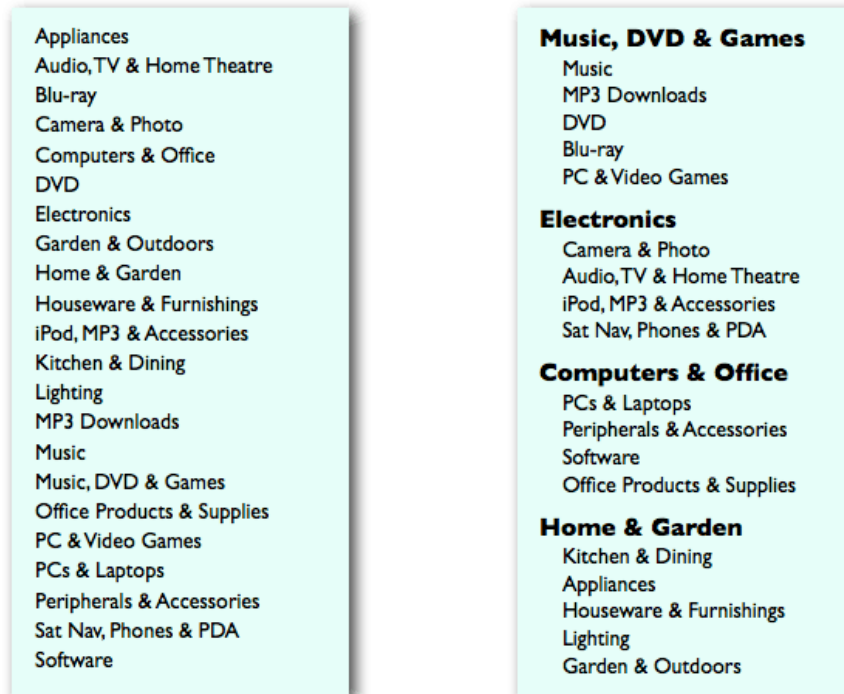 Appliances
Audio, TV & Home Theatre
Blu-ray
Camera & Photo
Computers & Office
DVD
Electronics
Garden & Outdoors
Home & Garden
Houseware & Furnishings
iPod, MP3 & Accessories
Kitchen & Dining
Lighting
MP3 Downloads
Music
Music, DVD & Games
Office Products & Supplies
PC & Video Games
PCs & Laptops
Peripherals & Accessories
Sat Nav, Phones & PDA
Software
Music, DVD & Games
Music
MP3 Downloads
DVD
Blu-ray
PC & Video Games
Electronics
Camera & Photo
Audio, TV & Home Theatre
iPod, MP3 & Accessories
Sat Nav, Phones & PDA
Computers & Office
PCs & Laptops
Peripherals & Accessories
Software
Office Products & Supplies
Home & Garden
Kitchen & Dining
Appliances
Houseware & Furnishings
Lighting
Garden & Outdoors